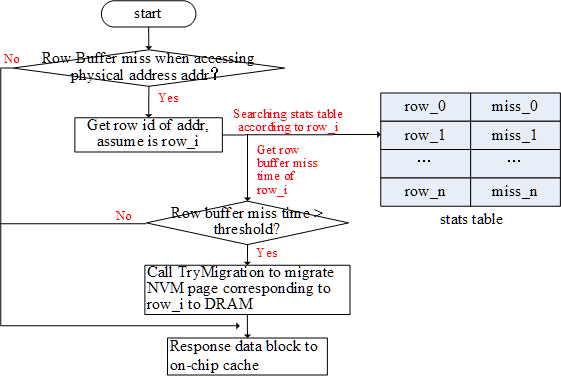 start
No
Row Buffer miss when accessing
physical address addr?
Yes
Get row id of addr,
assume is row_i
Searching stats table
according to row_i
row_0 miss_0
row_1 miss_1
... ...
row_n miss_n
stats table
Get row
buffer miss
time of
row_i
No
Row buffer miss time >
threshold?
Yes
Call TryMigration to migrate
NVM page corresponding to
row_i to DRAM
Response data block to
on-chip cache